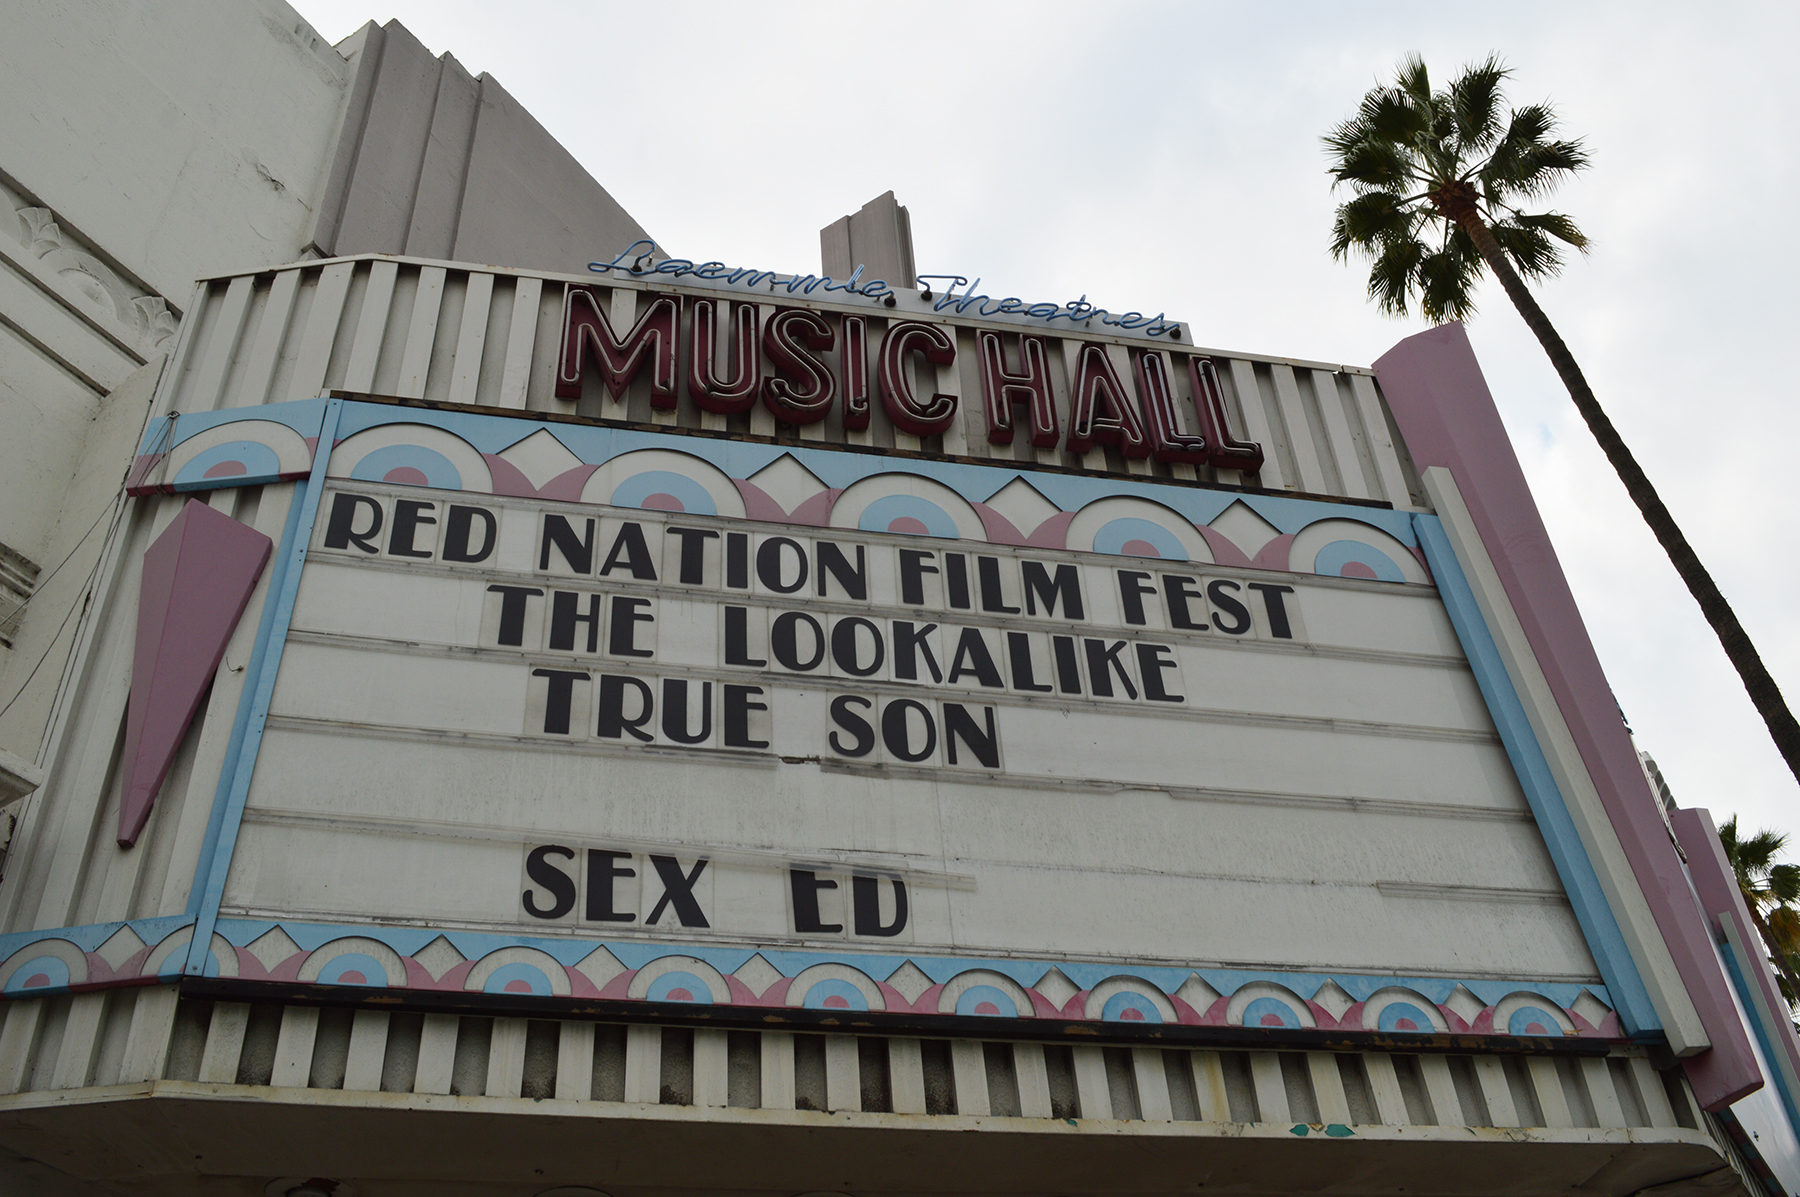 Laemmle Theatres
MUSIC HALL
RED NATION FILM FEST
THE LOOKALIKE
TRUE SON
SEX ED